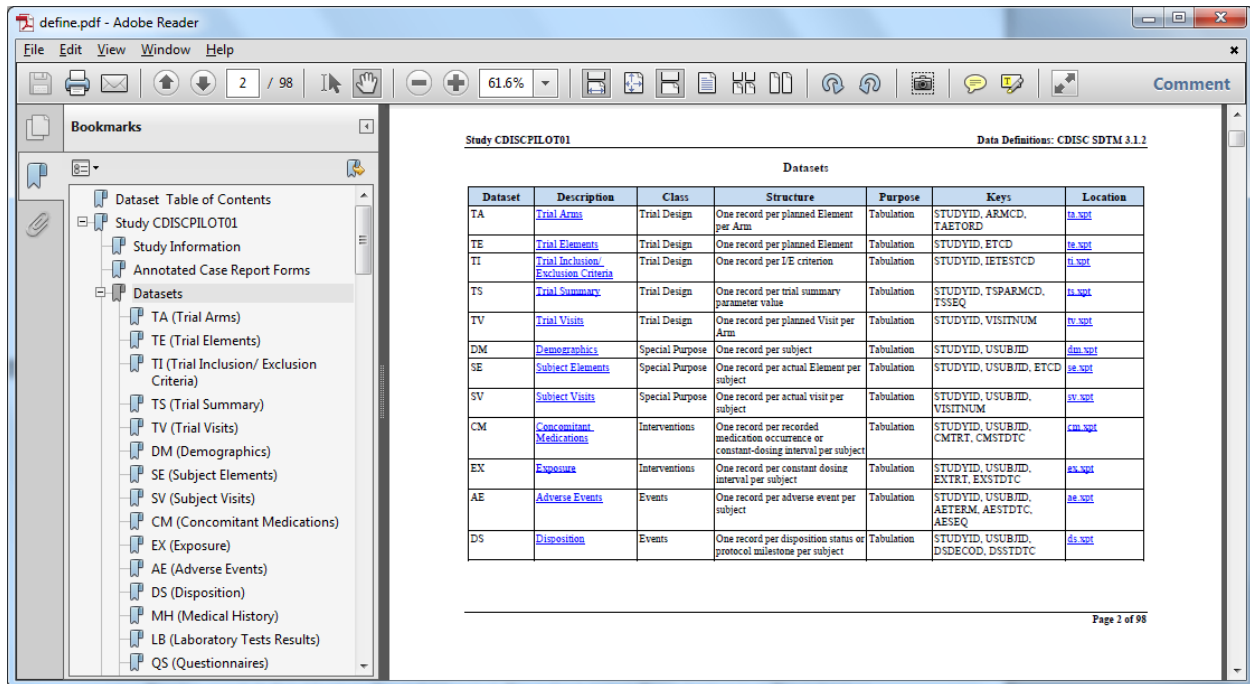 define.pdf - Adobe Reader
File Edit View Window Help
2 / 98 61.6% Comment
Bookmarks
Dataset Table of Contents
Study CDISCPILOT01
Study Information
Annotated Case Report Forms
Datasets
TA (Trial Arms)
TE (Trial Elements)
TI (Trial Inclusion/ Exclusion
Criteria)
TS (Trial Summary)
TV (Trial Visits)
DM (Demographics)
SE (Subject Elements)
SV (Subject Visits)
CM (Concomitant Medications)
EX (Exposure)
AE (Adverse Events)
DS (Disposition)
MH (Medical History)
LB (Laboratory Tests Results)
QS (Questionnaires)
Study CDISCPILOT01 Data Definitions: CDISC SDTM 3.1.2
Datasets
Dataset Description Class Structure Purpose Keys Location
TA Trial Arms Trial Design One record per planned Element Tabulation STUDYID, ARMCD, ta.xpt
per Arm TAETORD
TE Trial Elements Trial Design One record per planned Element Tabulation STUDYID, ETCD te.xpt
TI Trial Inclusion/ Trial Design One record per I/E criterion Tabulation STUDYID, IETESTCD ti.xpt
Exclusion Criteria
TS Trial Summary Trial Design One record per trial summary Tabulation STUDYID, TSPARMCD, ts.xpt
parameter value TSSEQ
TV Trial Visits Trial Design One record per planned Visit per Tabulation STUDYID, VISITNUM tv.xpt
Arm
DM Demographics Special Purpose One record per subject Tabulation STUDYID, USUBJID dm.xpt
SE Subject Elements Special Purpose One record per actual Element per Tabulation STUDYID, USUBJID, ETCD se.xpt
subject
SV Subject Visits Special Purpose One record per actual visit per Tabulation STUDYID, USUBJID, sv.xpt
subject VISITNUM
CM Concomitant Interventions One record per recorded Tabulation STUDYID, USUBJID, cm.xpt
Medications medication occurrence or CMTRT, CMSTDTC
constant-dosing interval per subject
EX Exposure Interventions One record per constant dosing Tabulation STUDYID, USUBJID, ex.xpt
interval per subject EXTRT, EXSTDTC
AE Adverse Events Events One record per adverse event per Tabulation STUDYID, USUBJID, ae.xpt
subject AETERM, AESTDTC,
AESEQ
DS Disposition Events One record per disposition status or Tabulation STUDYID, USUBJID, ds.xpt
protocol milestone per subject DSDECOD, DSSTDTC
Page 2 of 98